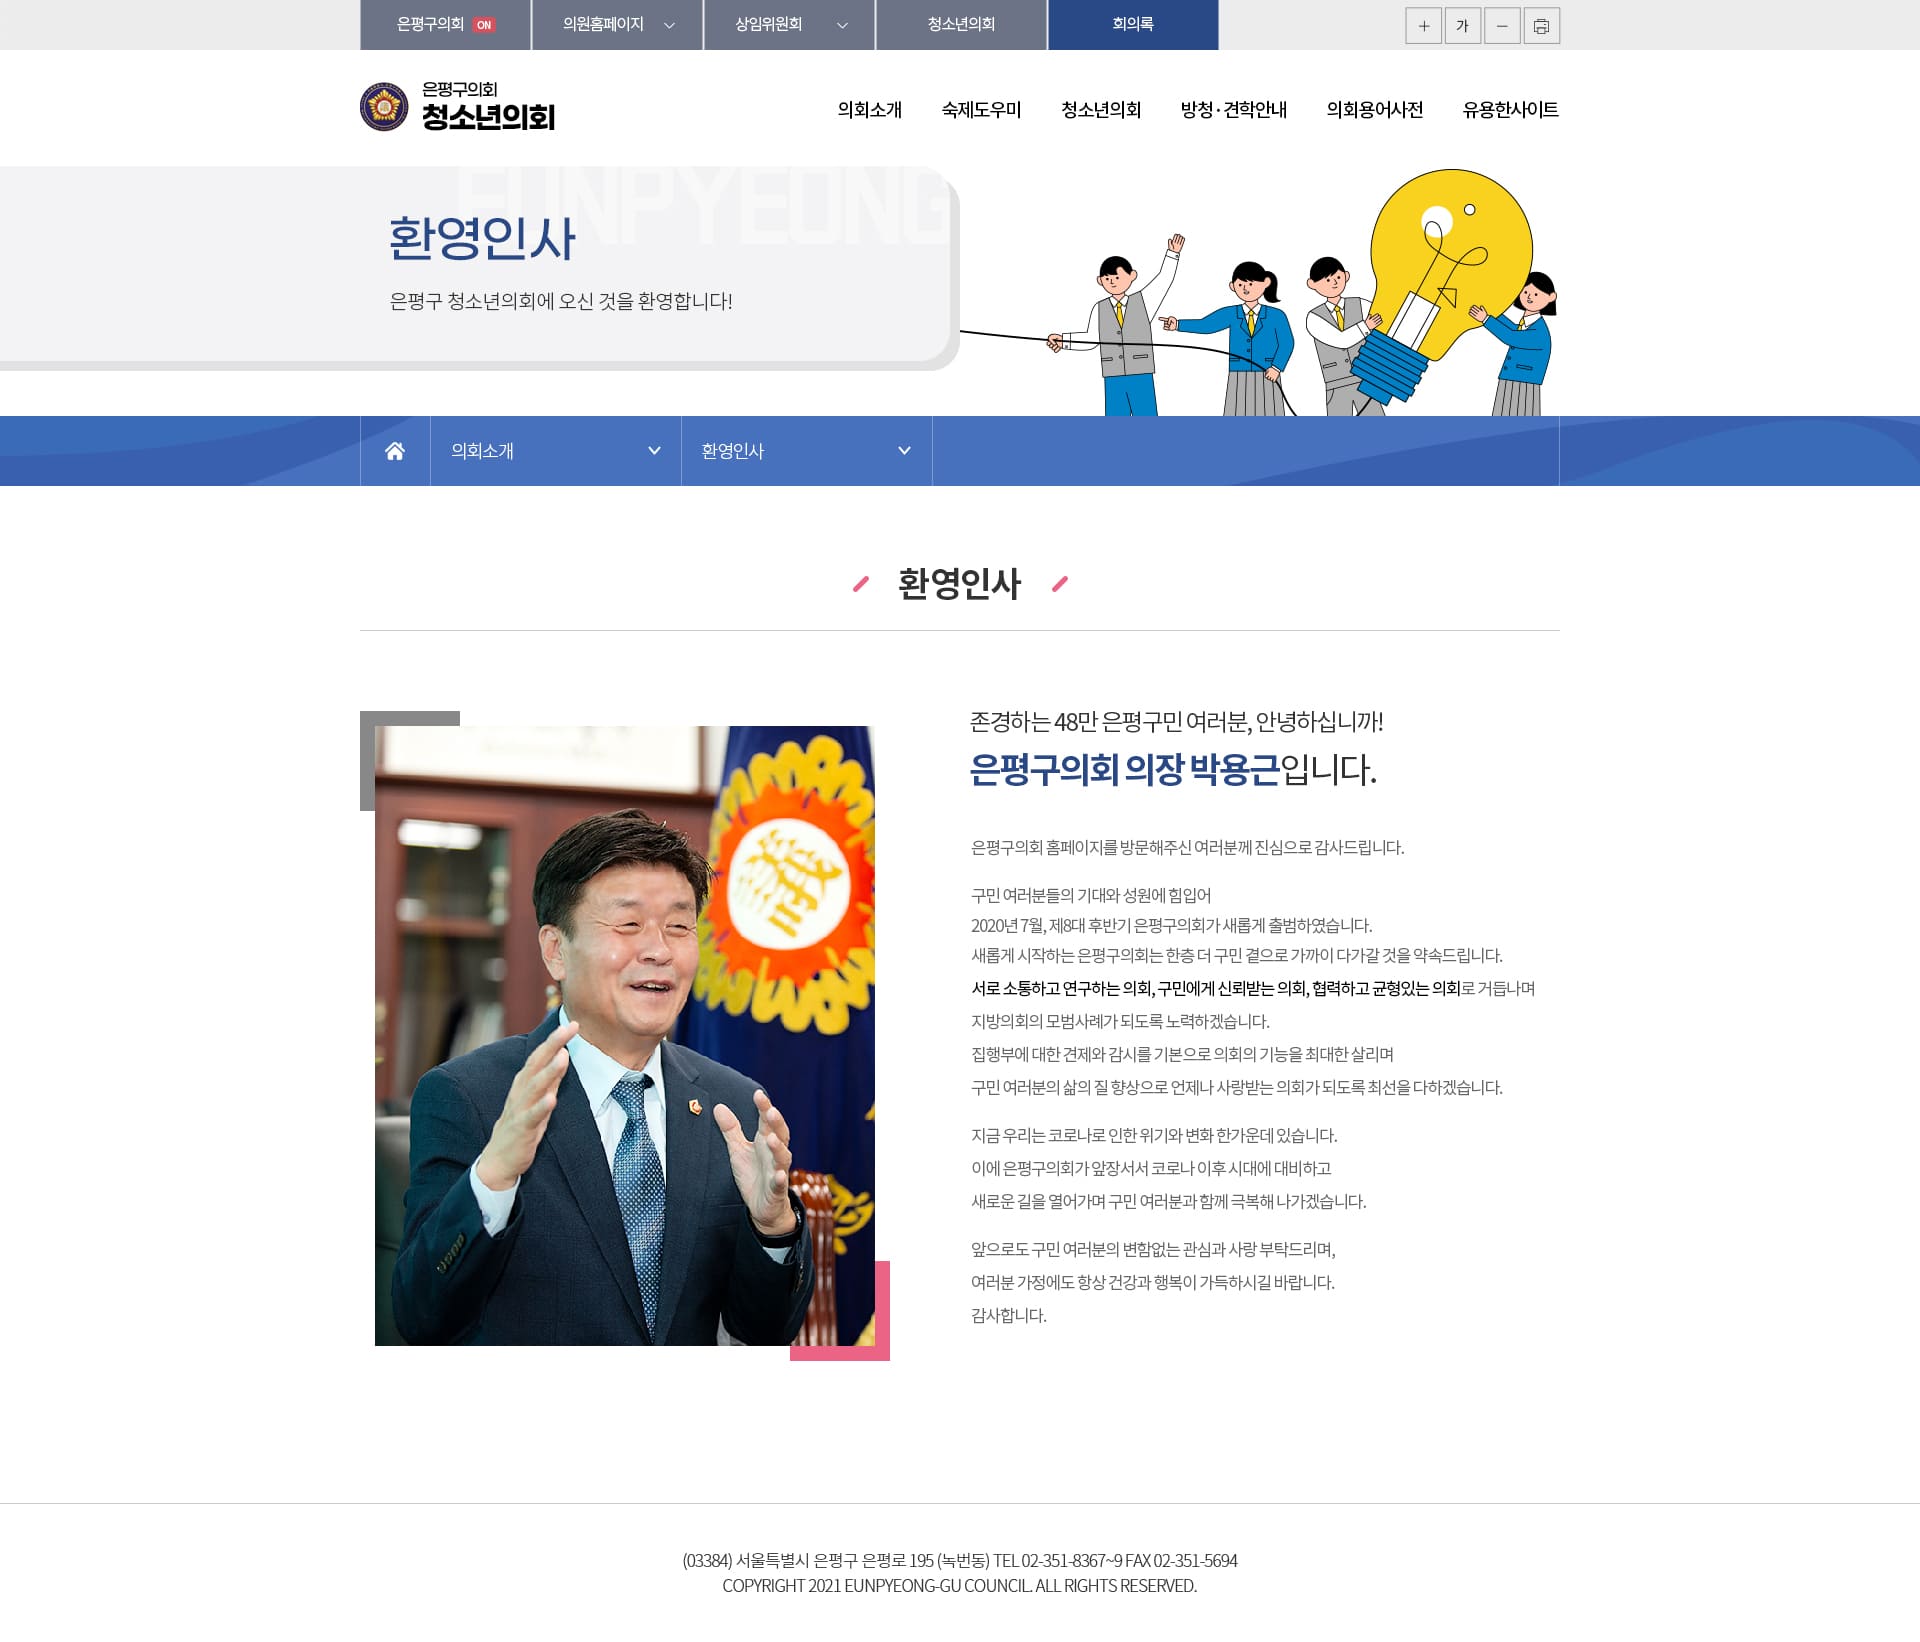 은평구의회 ON 의원홈페이지 상임위원회 청소년의회 회의록
가
은평구의회
청소년의회
의회소개 숙제도우미 청소년의회 방청·견학안내 의회용어사전 유용한사이트
EUNPYEONG
환영인사
은평구 청소년의회에 오신 것을 환영합니다!
의회소개 환영인사
환영인사
존경하는 48만 은평구민 여러분, 안녕하십니까!
은평구의회 의장 박용근입니다.
은평구의회 홈페이지를 방문해주신 여러분께 진심으로 감사드립니다.
구민 여러분들의 기대와 성원에 힘입어
2020년 7월, 제8대 후반기 은평구의회가 새롭게 출범하였습니다.
새롭게 시작하는 은평구의회는 한층 더 구민 곁으로 가까이 다가갈 것을 약속드립니다.
서로 소통하고 연구하는 의회, 구민에게 신뢰받는 의회, 협력하고 균형있는 의회로 거듭나며
지방의회의 모범사례가 되도록 노력하겠습니다.
집행부에 대한 견제와 감시를 기본으로 의회의 기능을 최대한 살리며
구민 여러분의 삶의 질 향상으로 언제나 사랑받는 의회가 되도록 최선을 다하겠습니다.
지금 우리는 코로나로 인한 위기와 변화 한가운데 있습니다.
이에 은평구의회가 앞장서서 코로나 이후 시대에 대비하고
새로운 길을 열어가며 구민 여러분과 함께 극복해 나가겠습니다.
앞으로도 구민 여러분의 변함없는 관심과 사랑 부탁드리며,
여러분 가정에도 항상 건강과 행복이 가득하시길 바랍니다.
감사합니다.
(03384) 서울특별시 은평구 은평로 195 (녹번동) TEL 02-351-8367~9 FAX 02-351-5694
COPYRIGHT 2021 EUNPYEONG-GU COUNCIL. ALL RIGHTS RESERVED.